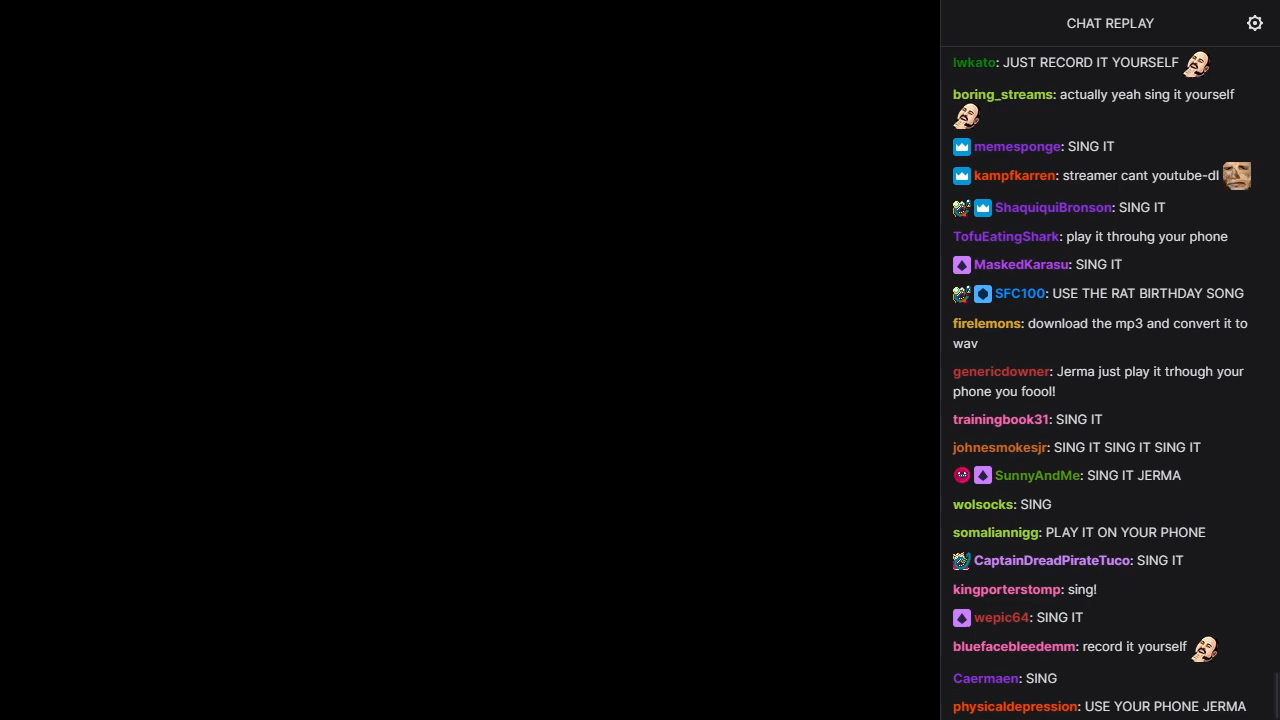 CHAT REPLAY
lwkato: JUST RECORD IT YOURSELF
boring_streams: actually yeah sing it yourself
memesponge: SING IT
kampfkarren: streamer cant youtube-dl
ShaquiquiBronson: SING IT
TofuEatingShark: play it throuhg your phone
MaskedKarasu: SING IT
SFC100: USE THE RAT BIRTHDAY SONG
firelemons: download the mp3 and convert it to
wav
genericdowner: Jerma just play it trhough your
phone you foool!
trainingbook31: SING IT
johnesmokesjr: SING IT SING IT SING IT
SunnyAndMe: SING IT JERMA
wolsocks: SING
somaliannigg: PLAY IT ON YOUR PHONE
CaptainDreadPirateTuco: SING IT
kingporterstomp: sing!
wepic64: SING IT
bluefacebleedemm: record it yourself
Caermaen: SING
physicaldepression: USE YOUR PHONE JERMA